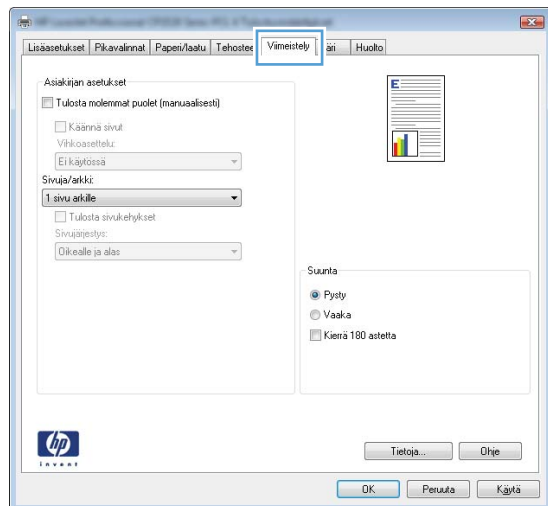 Lisäasetukset Pikavalinnat Paperi/laatu Tehosteet Viimeistely Huolto
Asiakirjan asetukset
Tulosta molemmat puolet (manuaalisesti)
Käännä sivut
Vihkoasettelu:
Ei käytössä
Sivuja/arkki:
1 sivu arkille
Tulosta sivukehykset
Sivujärjestys:
Oikealle ja alas
E
Suunta
Pysty
Vaaka
Kierrä 180 astetta
hp
invent
Tietoja... Ohje
OK Peruuta Käytä